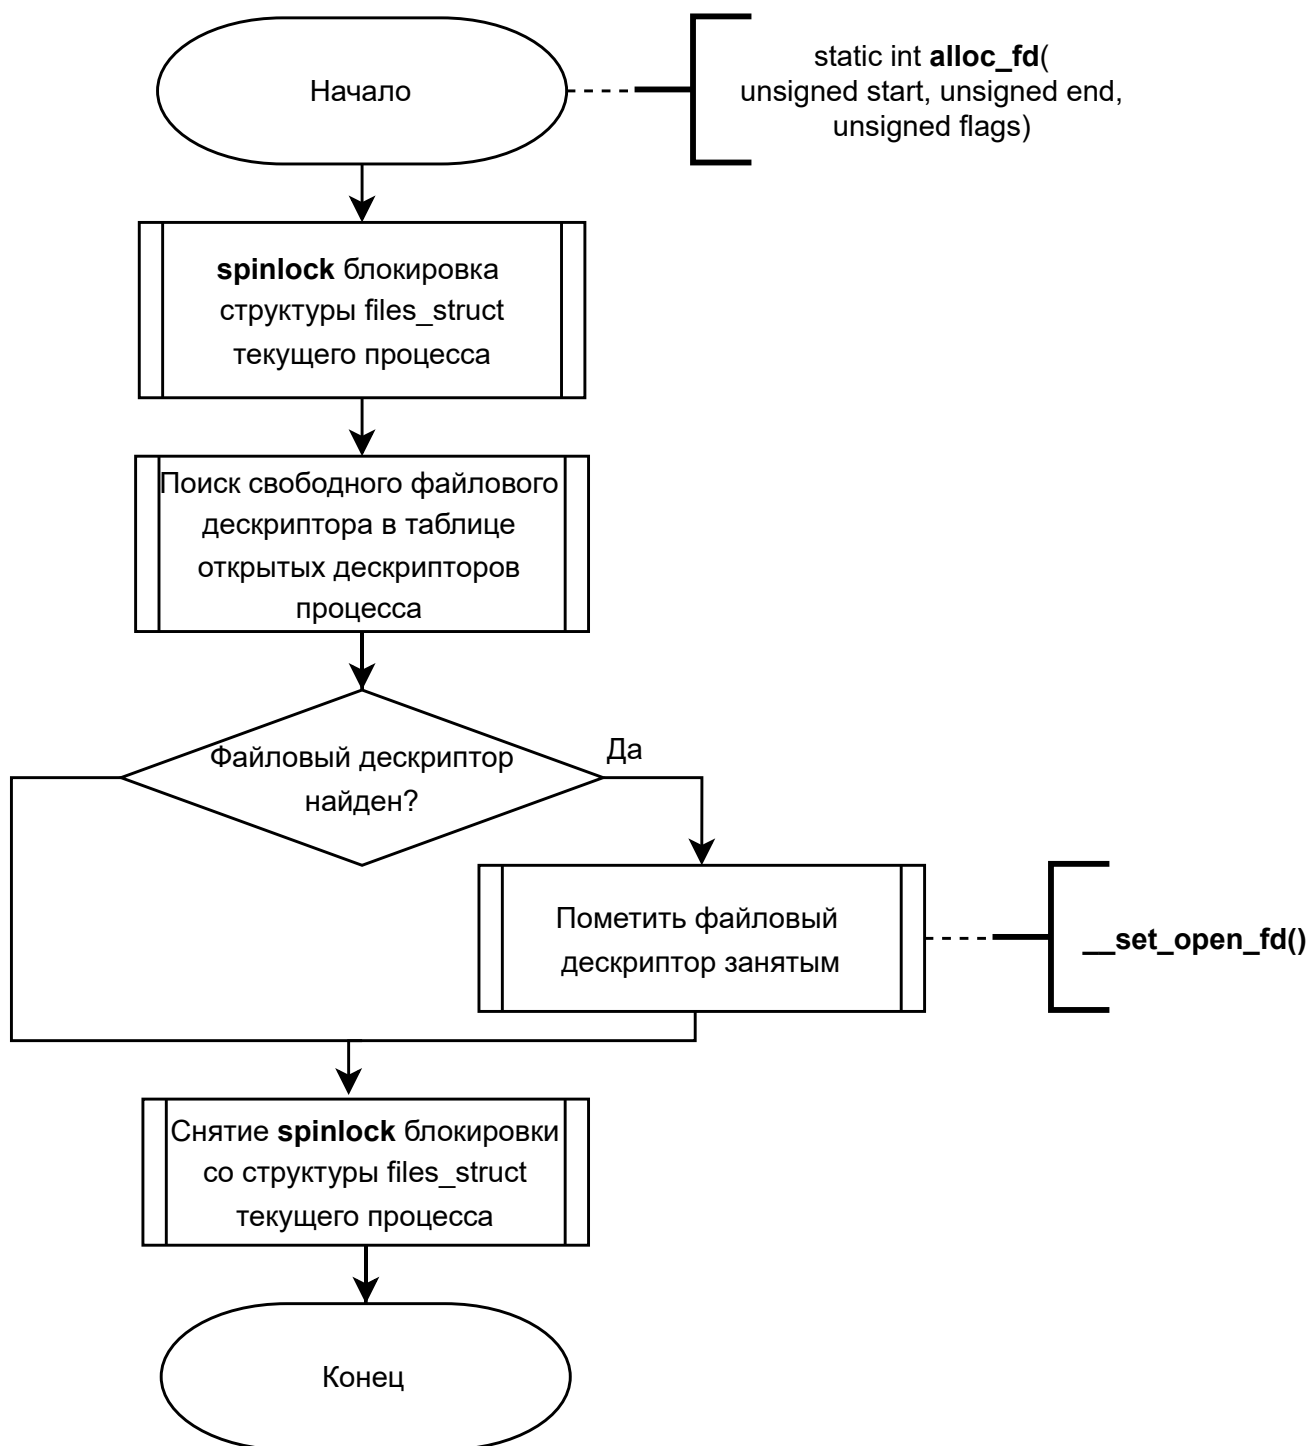 Начало
static int alloc_fd(
unsigned start, unsigned end,
unsigned flags)
spinlock блокировка
структуры files_struct
текущего процесса
Поиск свободного файлового
дескриптора в таблице
открытых дескрипторов
процесса
Файловый дескриптор
найден?
Да
Пометить файловый
дескриптор занятым
__set_open_fd()
Снятие spinlock блокировки
со структуры files_struct
текущего процесса
Конец